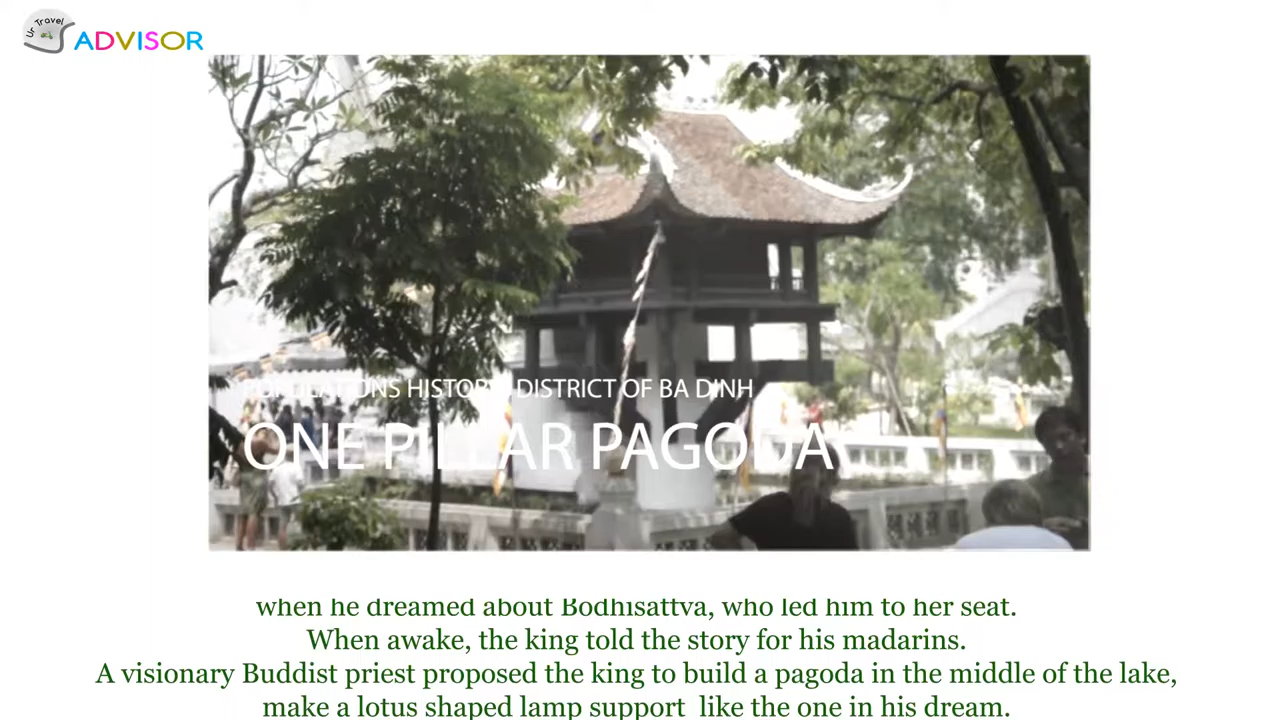 Ur Travel
ADVISOR
HISTORY DISTRICT OF BA DINH
ONE PILLAR PAGODA
when he dreamed about Bodhisattva, who led him to her seat.
When awake, the king told the story for his madarins.
A visionary Buddist priest proposed the king to build a pagoda in the middle of the lake,
make a lotus shaped lamp support like the one in his dream.